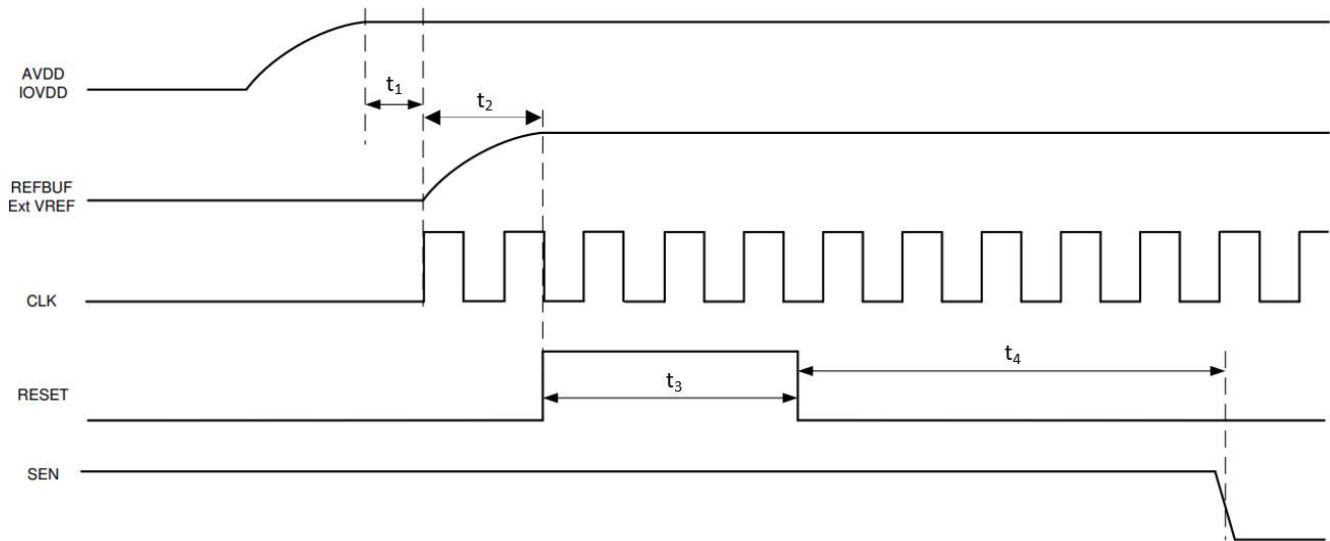 AVDD
IOVDD
t₁
t₂
REFBUF
Ext VREF
CLK
RESET
t₃
t₄
SEN